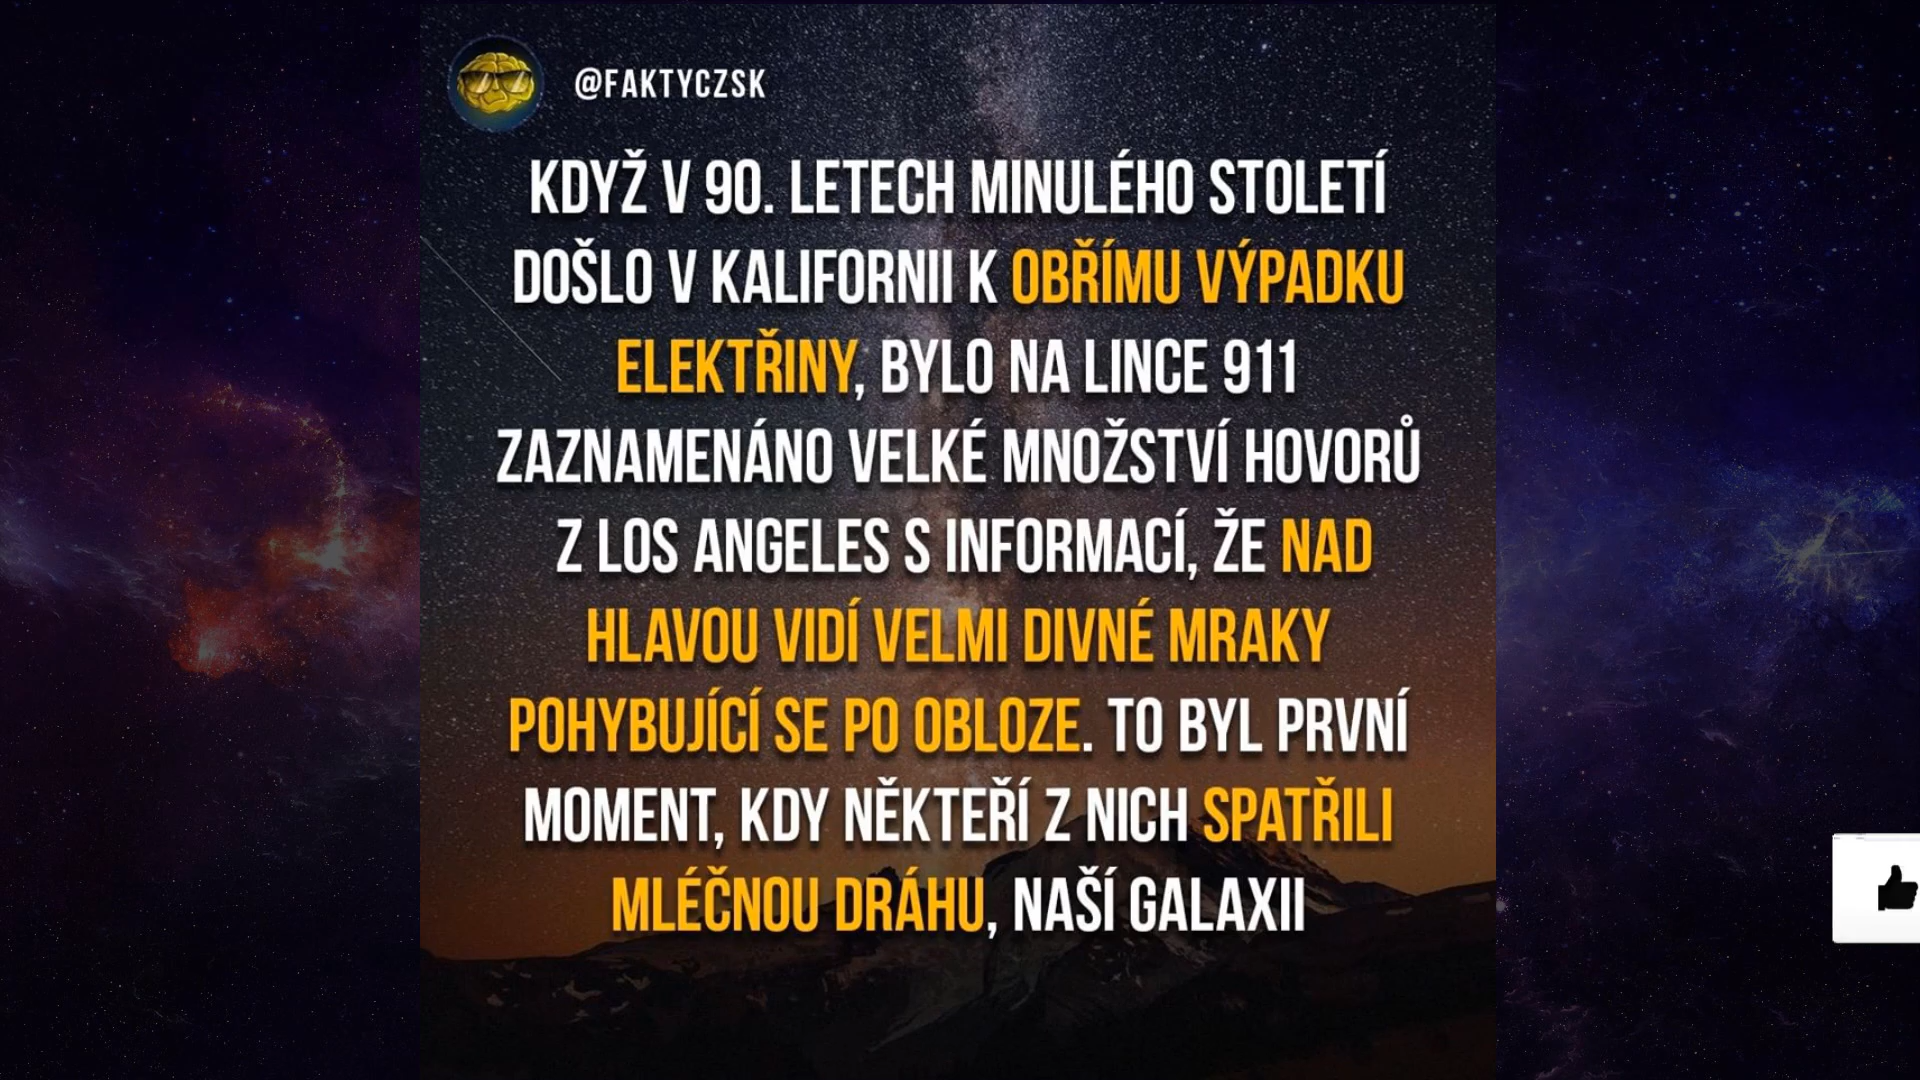 @FAKTYCZSK
KDYŽ V 90. LETECH MINULÉHO STOLETÍ
DOŠLO V KALIFORNII K OBŘÍMU VÝPADKU
ELEKTŘINY, BYLO NA LINCE 911
ZAZNAMENÁNO VELKÉ MNOŽSTVÍ HOVORŮ
Z LOS ANGELES S INFORMACÍ, ŽE NAD
HLAVOU VIDÍ VELMI DIVNÉ MRAKY
POHYBUJÍCÍ SE PO OBLOZE. TO BYL PRVNÍ
MOMENT, KDY NĚKTEŘÍ Z NICH SPATŘILI
MLÉČNOU DRÁHU, NAŠÍ GALAXII